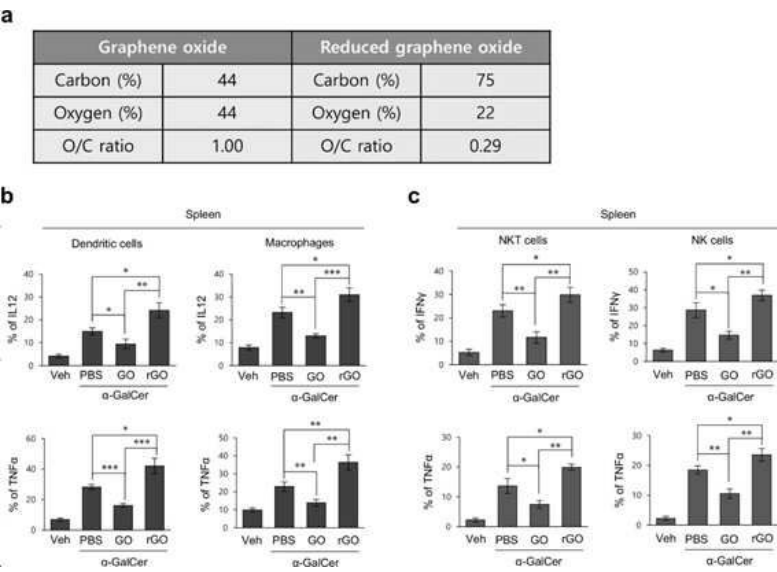 a
Graphene oxide Reduced graphene oxide
Carbon (%) 44 Carbon (%) 75
Oxygen (%) 44 Oxygen (%) 22
O/C ratio 1.00 O/C ratio 0.29
b
Spleen
Dendritic cells Macrophages
% of IL12
40
30
20
10
0
*
*
**
Veh PBS GO rGO
α-GalCer
% of IL12
40
30
20
10
0
*
**
***
Veh PBS GO rGO
α-GalCer
% of TNFα
60
40
20
0
*
***
***
Veh PBS GO rGO
α-GalCer
% of TNFα
50
40
30
20
10
0
**
**
**
Veh PBS GO rGO
α-GalCer
c
Spleen
NKT cells NK cells
% of IFNγ
40
30
20
10
0
*
**
**
Veh PBS GO rGO
α-GalCer
% of IFNγ
50
40
30
20
10
0
*
*
**
Veh PBS GO rGO
α-GalCer
% of TNFα
30
20
10
0
*
*
**
Veh PBS GO rGO
α-GalCer
% of TNFα
30
20
10
0
*
**
**
Veh PBS GO rGO
α-GalCer